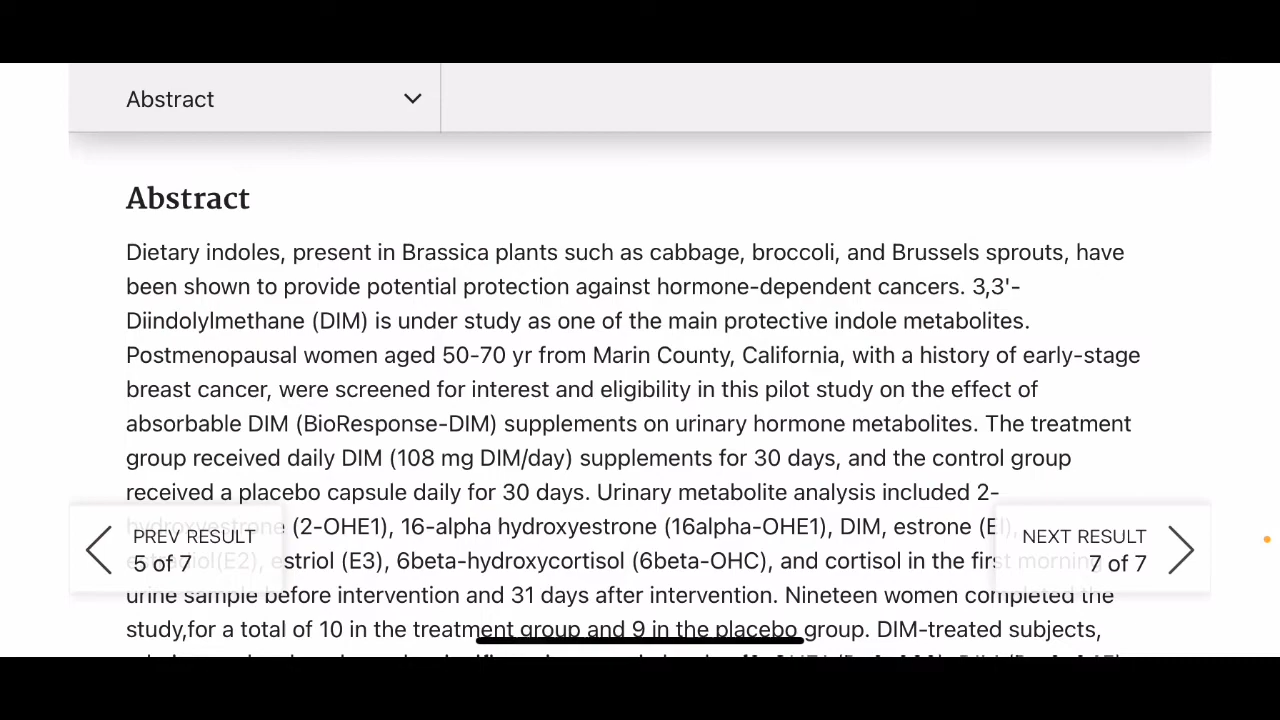 Abstract
Abstract
Dietary indoles, present in Brassica plants such as cabbage, broccoli, and Brussels sprouts, have
been shown to provide potential protection against hormone-dependent cancers. 3,3'-
Diindolylmethane (DIM) is under study as one of the main protective indole metabolites.
Postmenopausal women aged 50-70 yr from Marin County, California, with a history of early-stage
breast cancer, were screened for interest and eligibility in this pilot study on the effect of
absorbable DIM (BioResponse-DIM) supplements on urinary hormone metabolites. The treatment
group received daily DIM (108 mg DIM/day) supplements for 30 days, and the control group
received a placebo capsule daily for 30 days. Urinary metabolite analysis included 2-
hydroxyestrone (2-OHE1), 16-alpha hydroxyestrone (16alpha-OHE1), DIM, estrone (El),
estradiol(E2), estriol (E3), 6beta-hydroxycortisol (6beta-OHC), and cortisol in the first morning
urine sample before intervention and 31 days after intervention. Nineteen women completed the
study,for a total of 10 in the treatment group and 9 in the placebo group. DIM-treated subjects,
PREV RESULT
5 of 7
NEXT RESULT
7 of 7